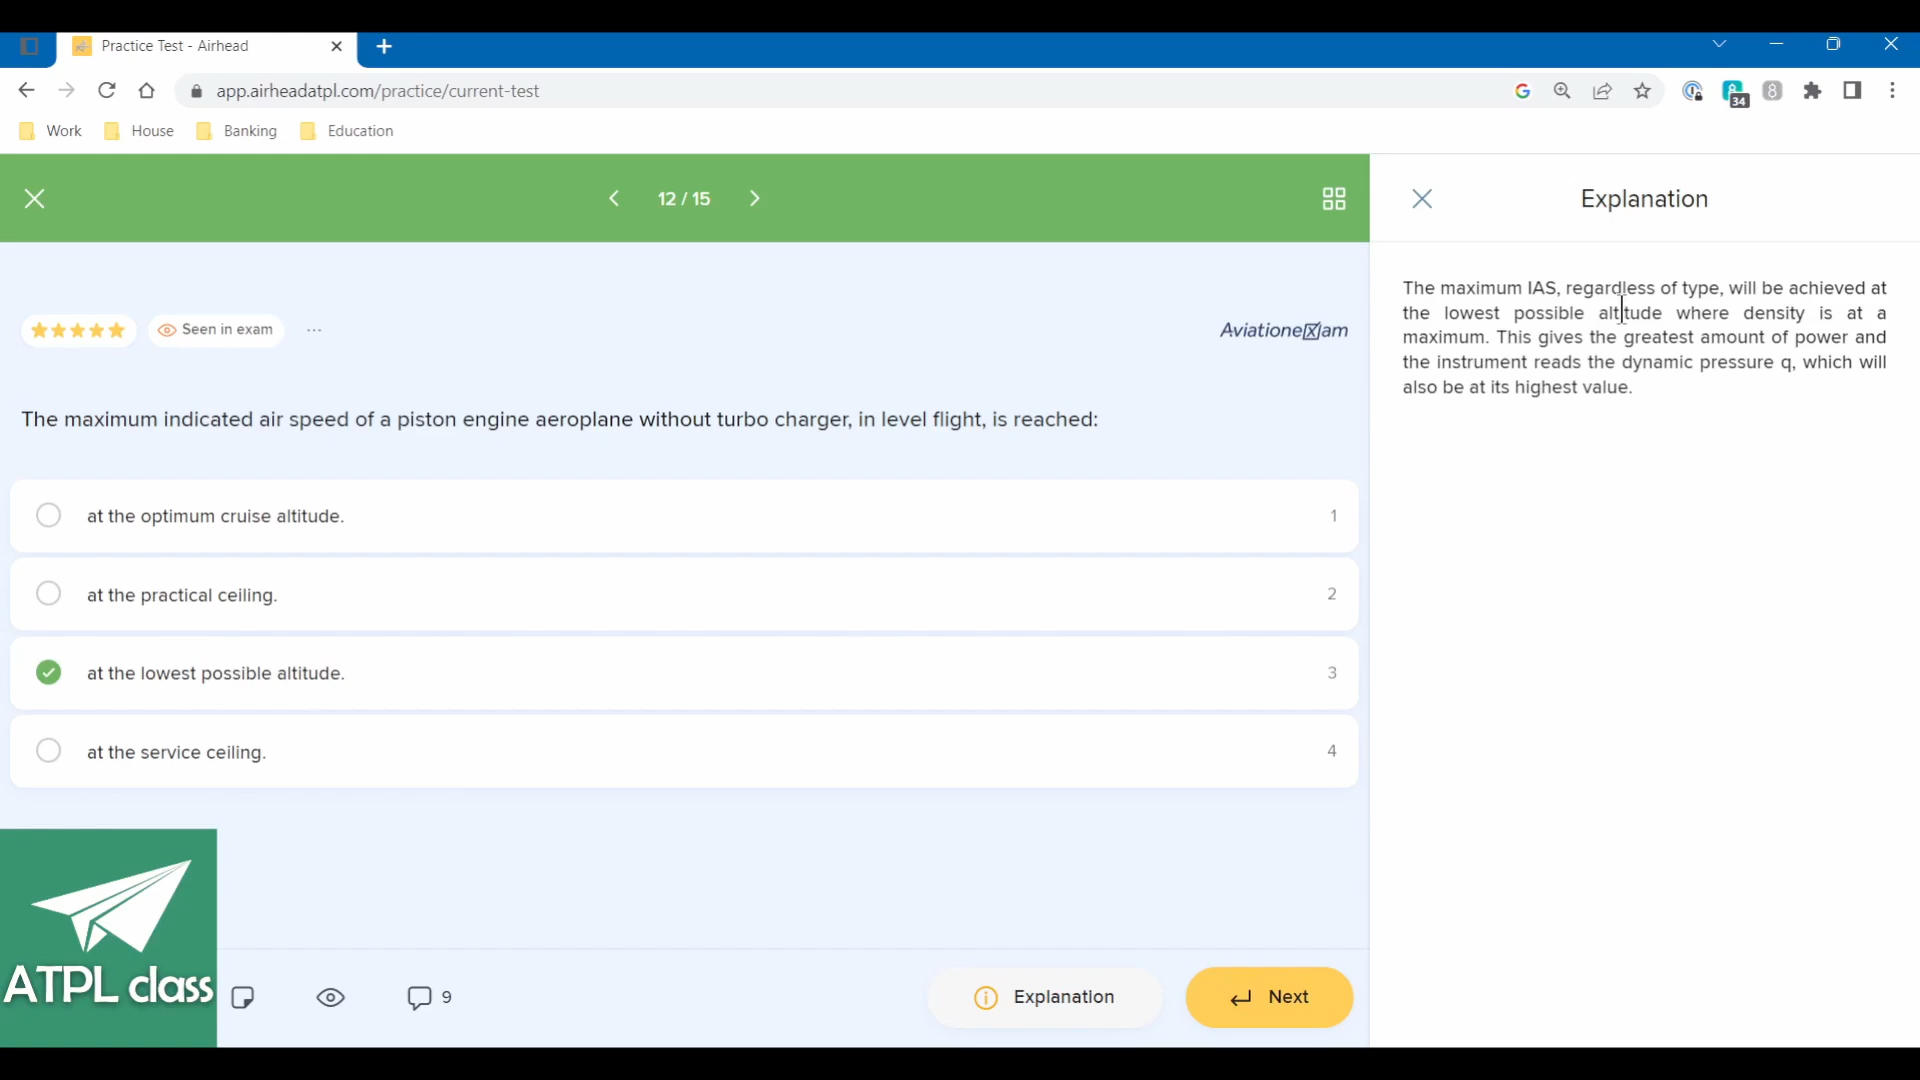 Practice Test - Airhead
app.airheadatpl.com/practice/current-test
34
8
Work
House
Banking
Education
12 / 15
Explanation
Seen in exam
...
Aviationexam
The maximum IAS, regardless of type, will be achieved at
the lowest possible altitude where density is at a
maximum. This gives the greatest amount of power and
the instrument reads the dynamic pressure q, which will
also be at its highest value.
The maximum indicated air speed of a piston engine aeroplane without turbo charger, in level flight, is reached:
at the optimum cruise altitude.
1
at the practical ceiling.
2
at the lowest possible altitude.
3
at the service ceiling.
4
ATPL class
9
Explanation
Next